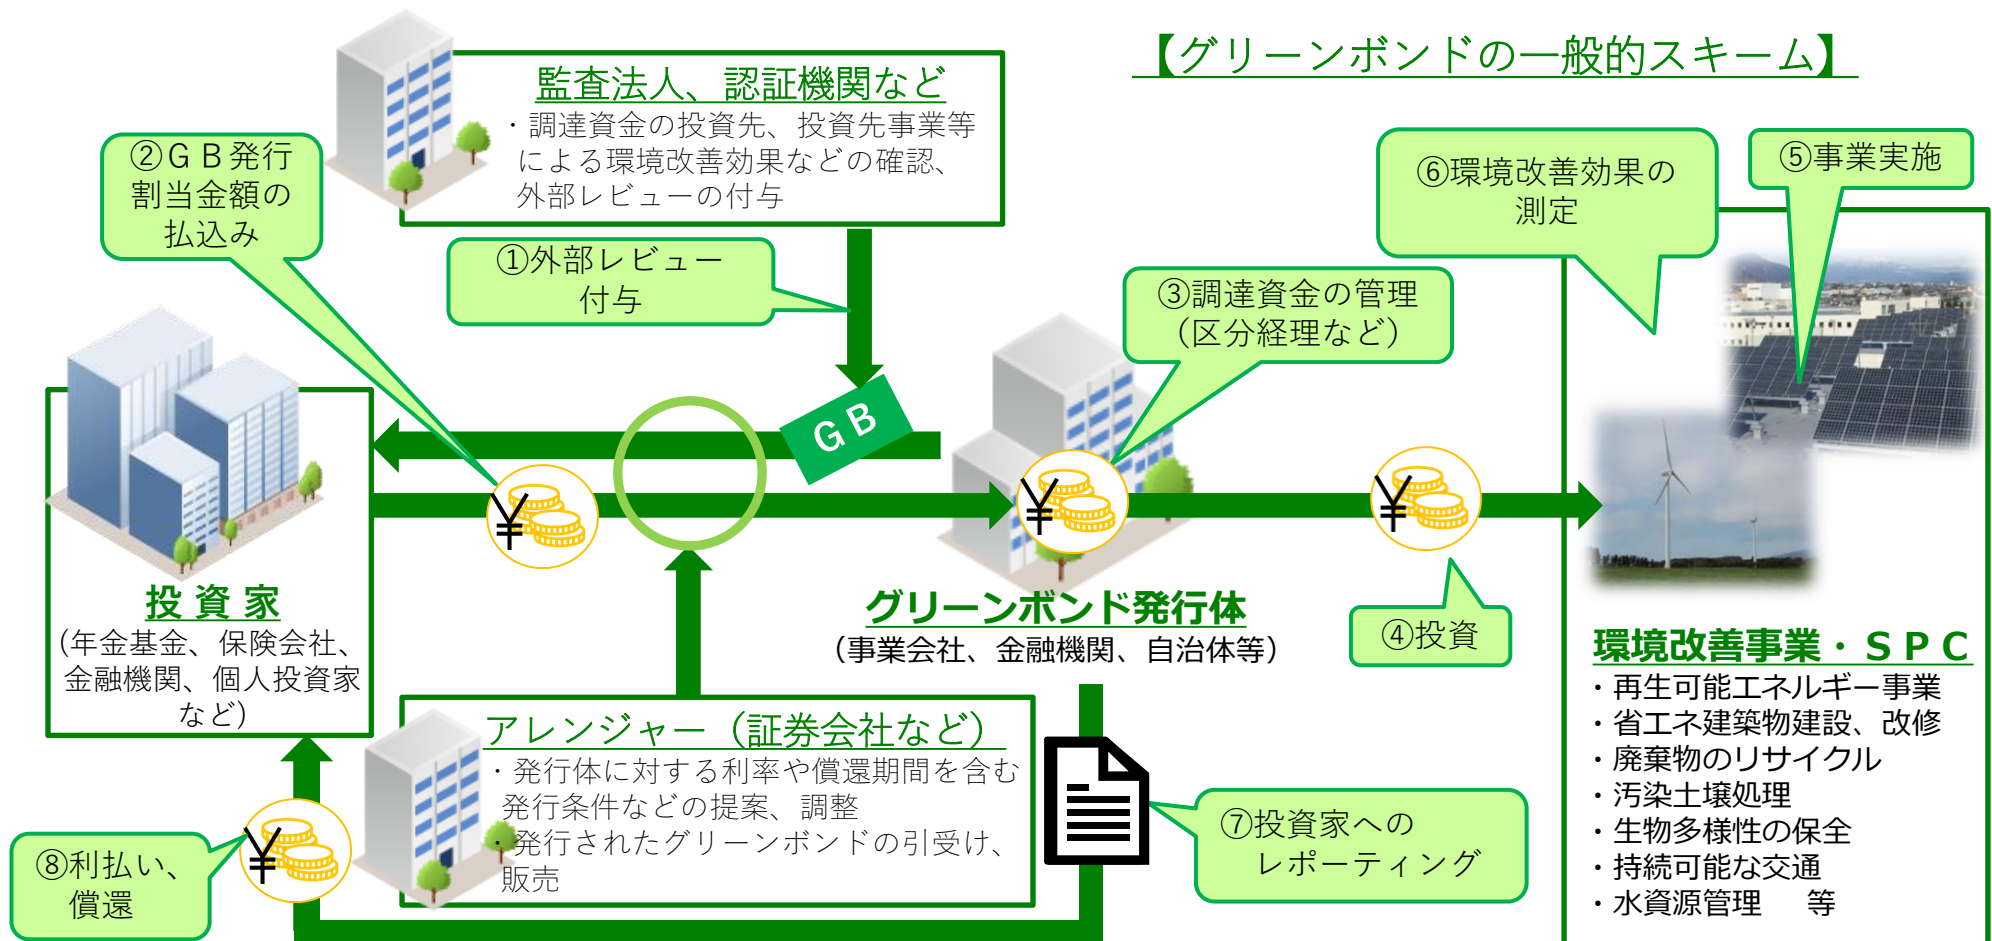 【グリーンボンドの一般的スキーム】
監査法人、認証機関など
・調達資金の投資先、投資先事業等
による環境改善効果などの確認、
外部レビューの付与
②ＧＢ発行
割当金額の
払込み
①外部レビュー
付与
③調達資金の管理
（区分経理など）
⑥環境改善効果の
測定
⑤事業実施
ＧＢ
¥
¥
¥
投 資 家
(年金基金、保険会社、
金融機関、個人投資家
など)
グリーンボンド発行体
（事業会社、金融機関、自治体等）
④投資
環境改善事業・ＳＰＣ
・再生可能エネルギー事業
・省エネ建築物建設、改修
・廃棄物のリサイクル
・汚染土壌処理
・生物多様性の保全
・持続可能な交通
・水資源管理　等
アレンジャー（証券会社など）
・発行体に対する利率や償還期間を含む
発行条件などの提案、調整
・発行されたグリーンボンドの引受け、
販売
⑦投資家への
レポーティング
¥
⑧利払い、
償還